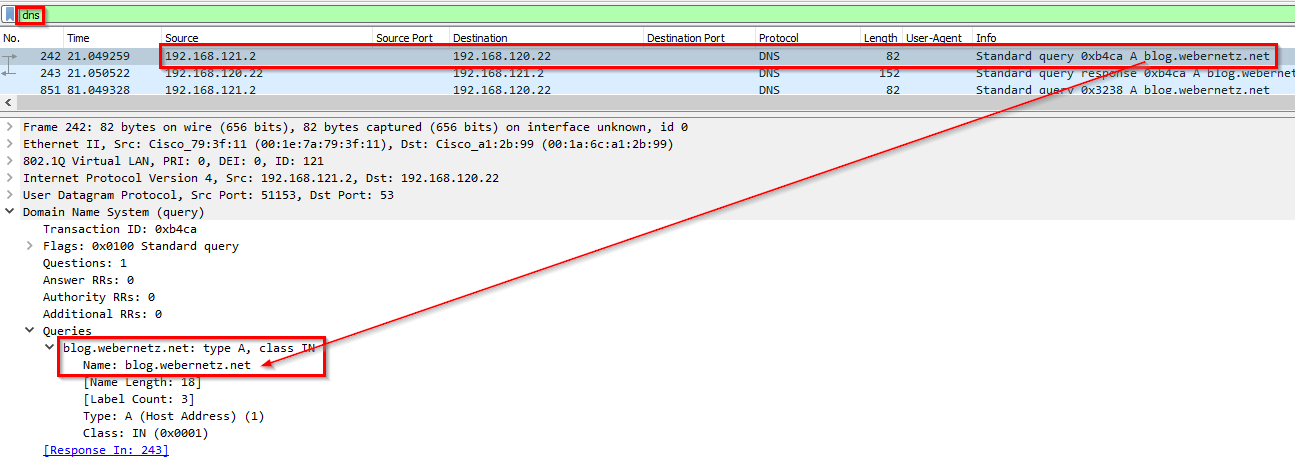 dns
No. Time Source Source Port Destination Destination Port Protocol Length User-Agent Info
242 21.049259 192.168.121.2 192.168.120.22 DNS 82 Standard query 0xb4ca A blog.webernetz.net
243 21.050522 192.168.120.22 192.168.121.2 DNS 152 Standard query response 0xb4ca A blog.webernet
851 81.049328 192.168.121.2 192.168.120.22 DNS 82 Standard query 0x3238 A blog.webernetz.net
Frame 242: 82 bytes on wire (656 bits), 82 bytes captured (656 bits) on interface unknown, id 0
Ethernet II, Src: Cisco_79:3f:11 (00:1e:7a:79:3f:11), Dst: Cisco_a1:2b:99 (00:1a:6c:a1:2b:99)
802.1Q Virtual LAN, PRI: 0, DEI: 0, ID: 121
Internet Protocol Version 4, Src: 192.168.121.2, Dst: 192.168.120.22
User Datagram Protocol, Src Port: 51153, Dst Port: 53
Domain Name System (query)
Transaction ID: 0xb4ca
Flags: 0x0100 Standard query
Questions: 1
Answer RRs: 0
Authority RRs: 0
Additional RRs: 0
Queries
blog.webernetz.net: type A, class IN
Name: blog.webernetz.net
[Name Length: 18]
[Label Count: 3]
Type: A (Host Address) (1)
Class: IN (0x0001)
[Response In: 243]